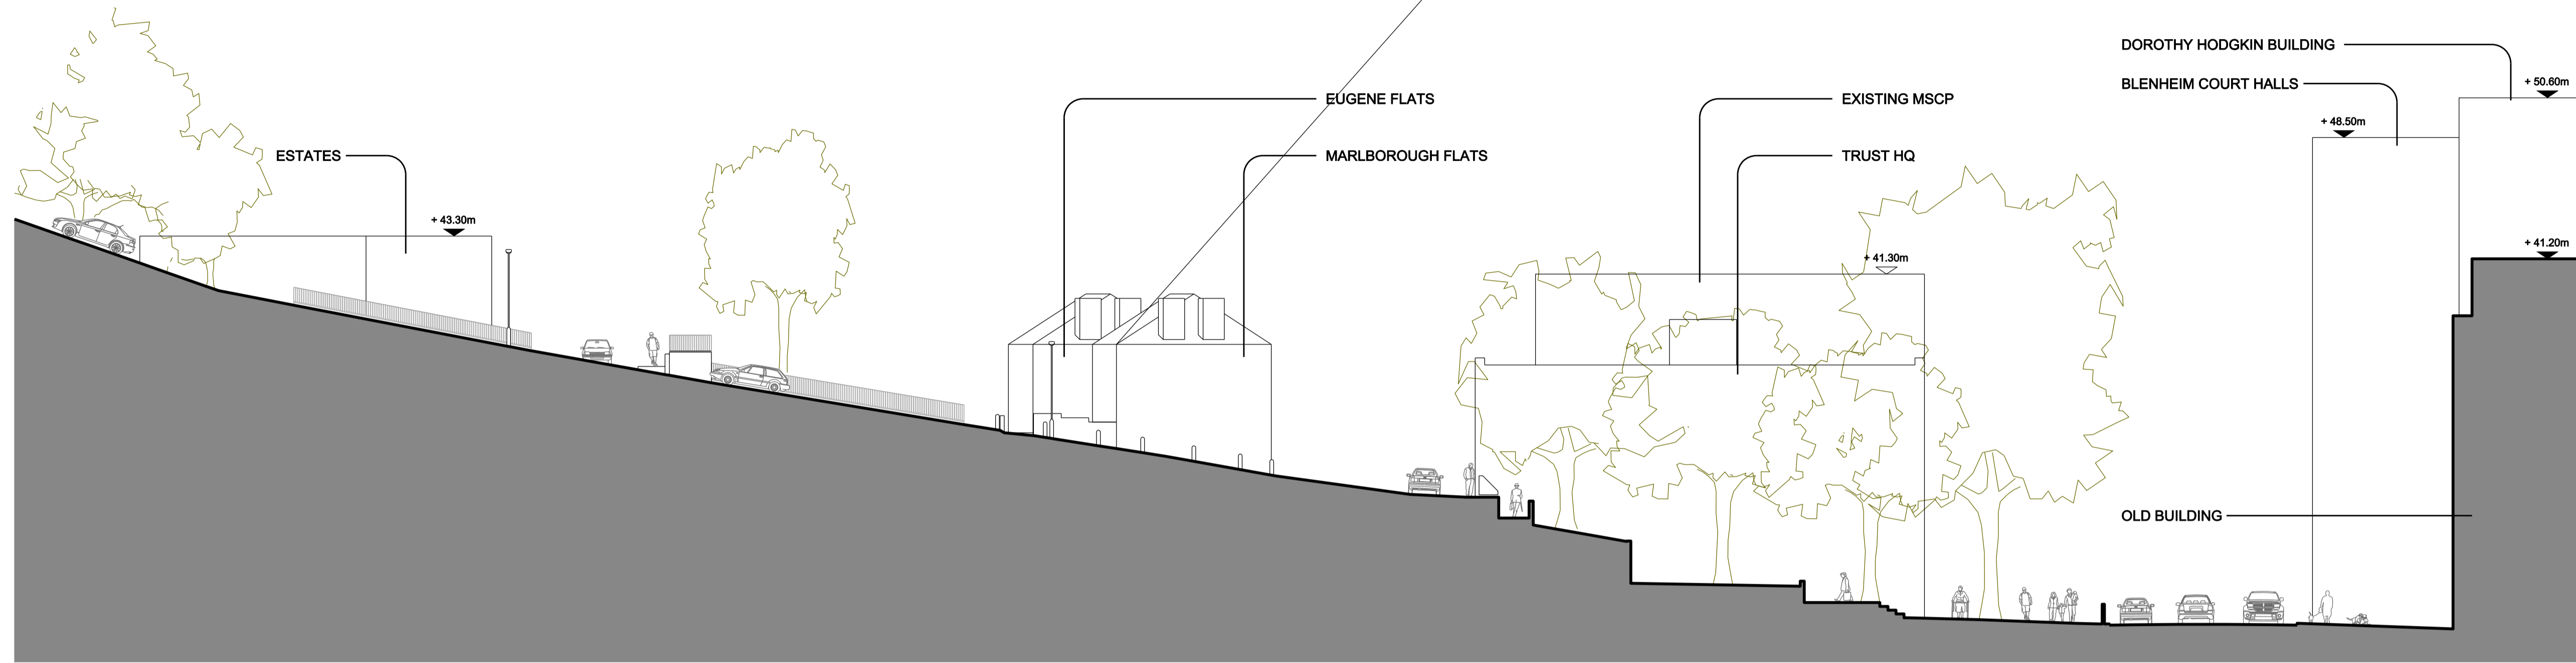 DOROTHY HODGKIN BUILDING
BLENHEIM COURT HALLS
+ 50.60m
EUGENE FLATS
EXISTING MSCP
+ 48.50m
ESTATES
MARLBOROUGH FLATS
TRUST HQ
+ 43.30m
+ 41.20m
+ 41.30m
OLD BUILDING